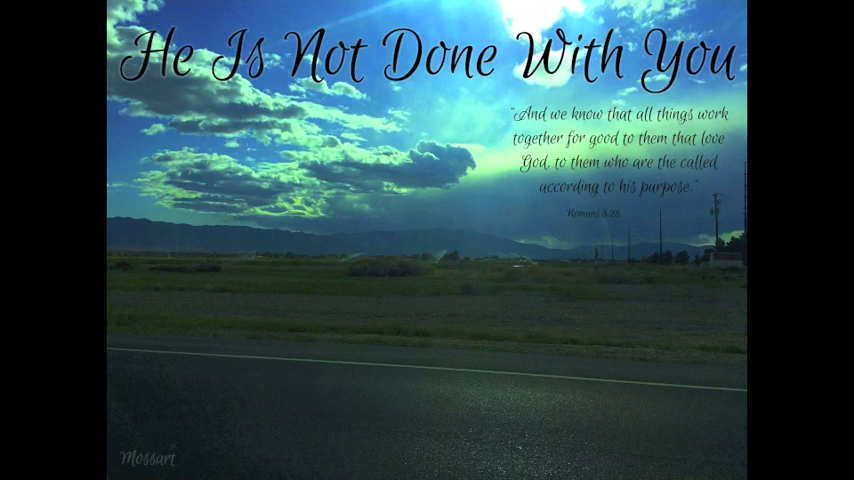 He Is Not Done With You
"And we know that all things work
together for good to them that love
God, to them who are the called
according to his purpose."
- Romans 8:28
Mossart